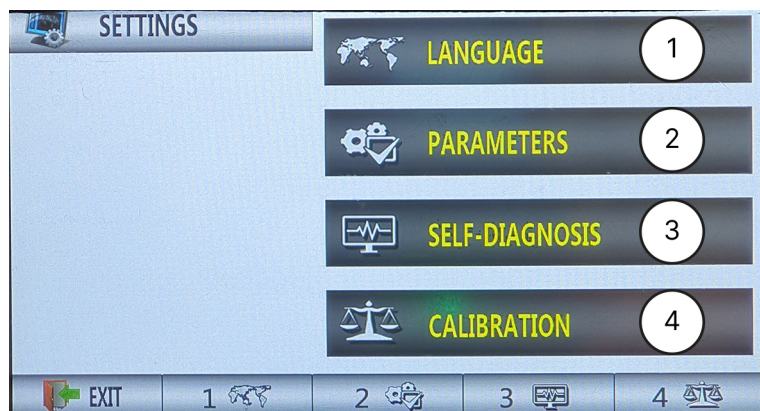 SETTINGS
LANGUAGE 1
PARAMETERS 2
SELF-DIAGNOSIS 3
CALIBRATION 4
EXIT 1 2 3 4